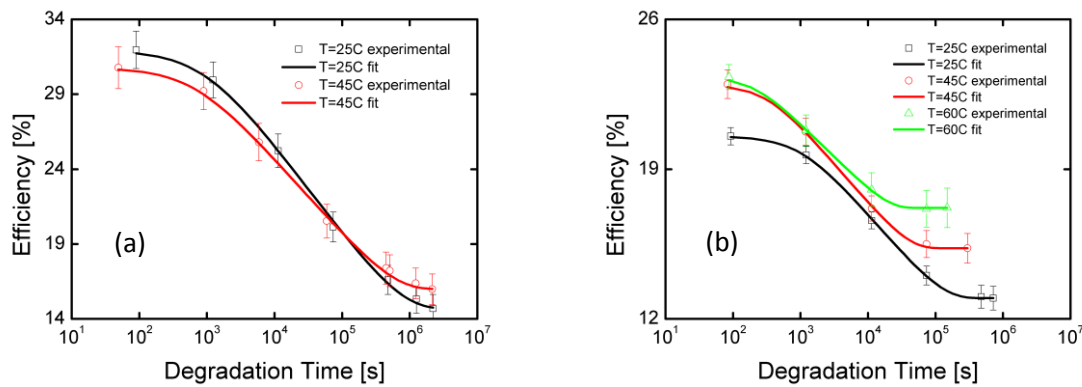 34
29
24
19
14
Efficiency [%]
T=25C experimental
T=25C fit
T=45C experimental
T=45C fit
(a)
10¹ 10² 10³ 10⁴ 10⁵ 10⁶ 10⁷
Degradation Time [s]
26
19
12
Efficiency [%]
T=25C experimental
T=25C fit
T=45C experimental
T=45C fit
T=60C experimental
T=60C fit
(b)
10¹ 10² 10³ 10⁴ 10⁵ 10⁶ 10⁷
Degradation Time [s]